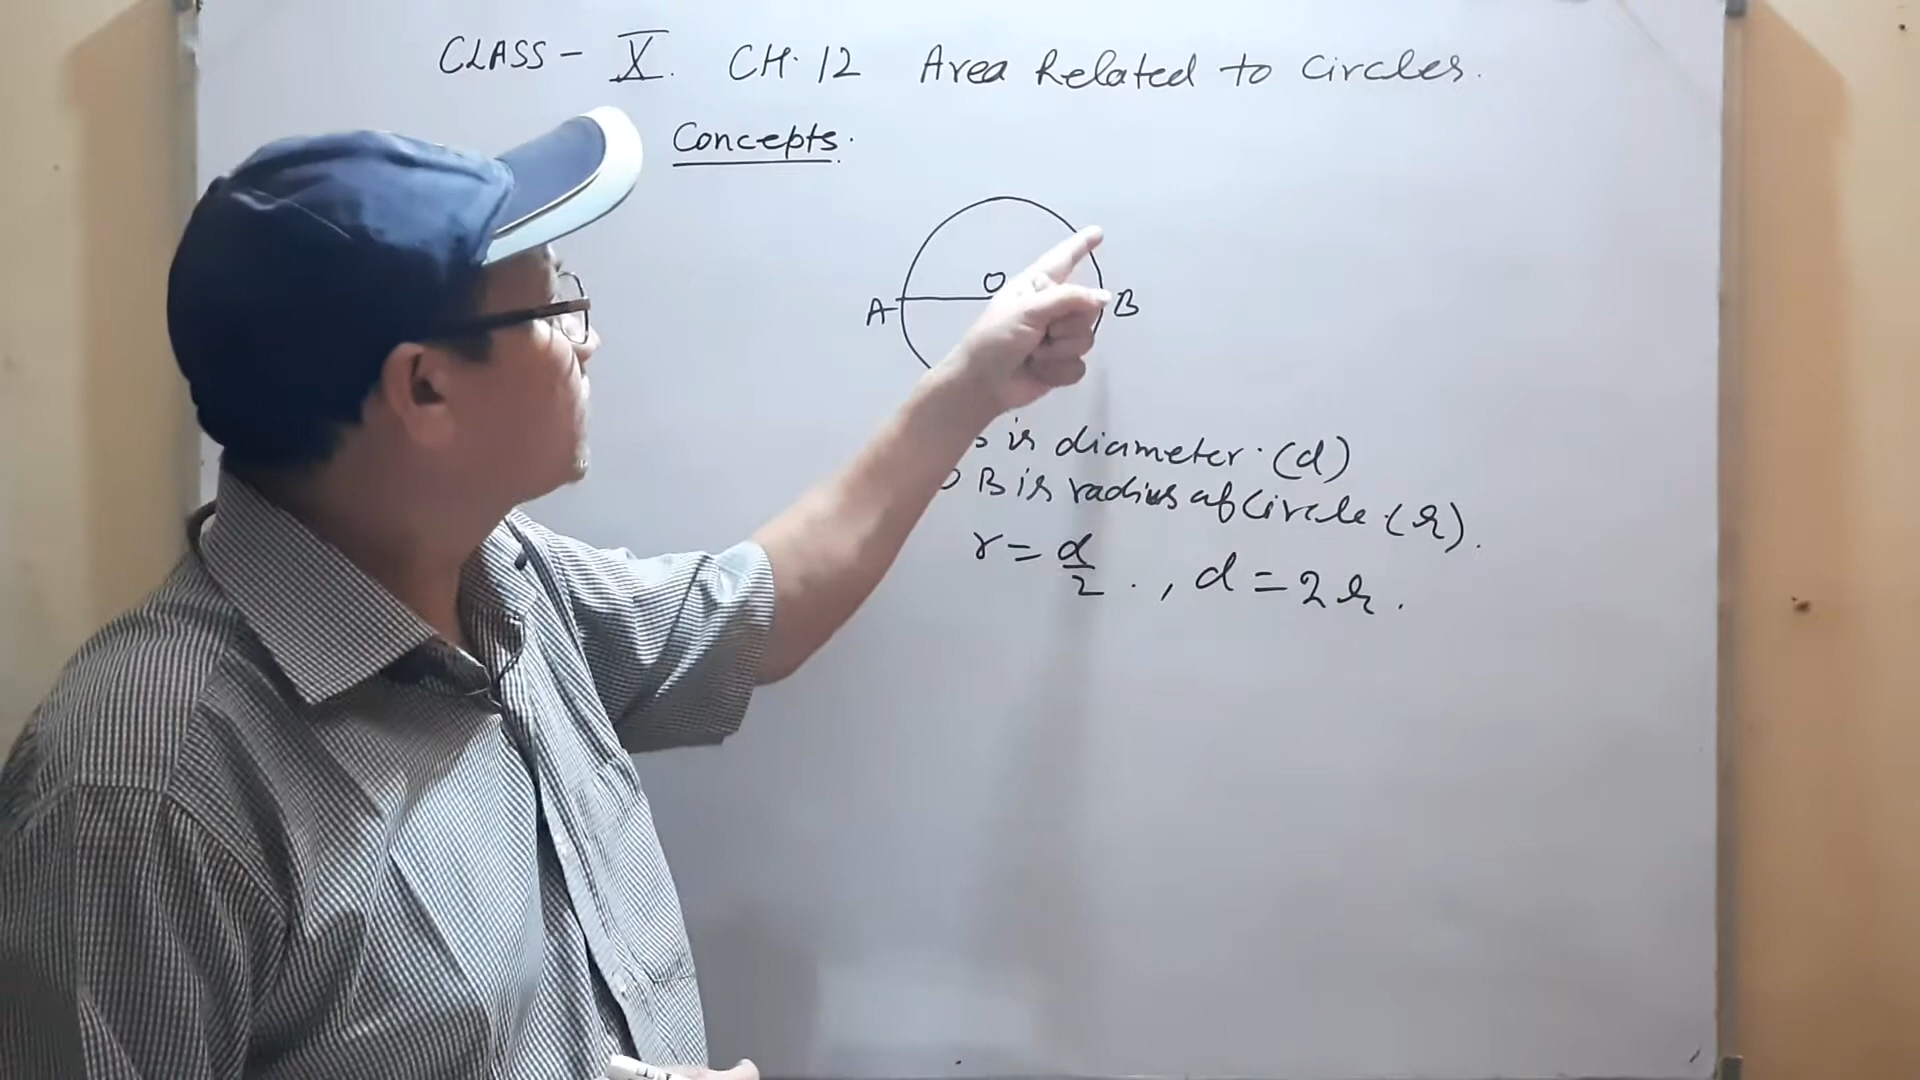 CLASS - X. CH. 12 Area Related to Circles.
Concepts.
O
A B
is diameter. (d)
B is radius of Circle. (r).
r = d/2 . , d = 2r .